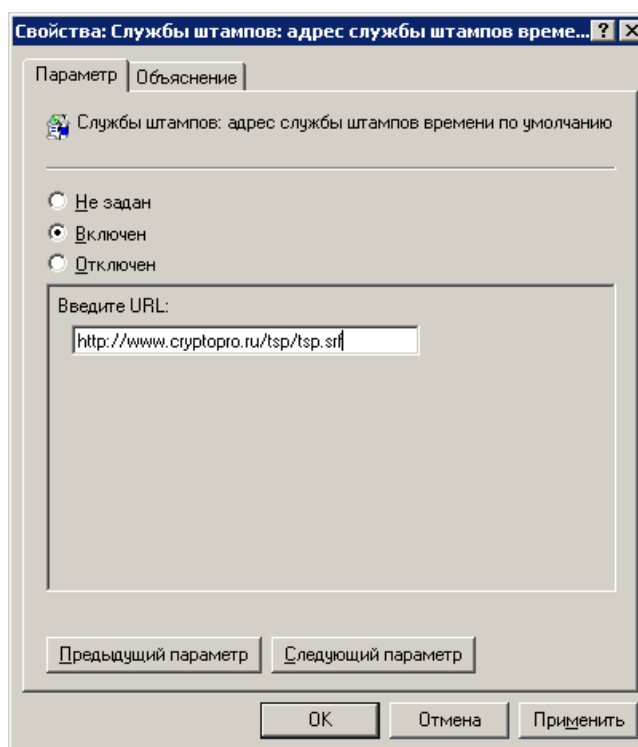 Свойства: Службы штампов: адрес службы штампов време...
Параметр
Объяснение
Службы штампов: адрес службы штампов времени по умолчанию
Не задан
Включен
Отключен
Введите URL:
http://www.cryptopro.ru/tsp/tsp.srf
Предыдущий параметр
Следующий параметр
OK
Отмена
Применить